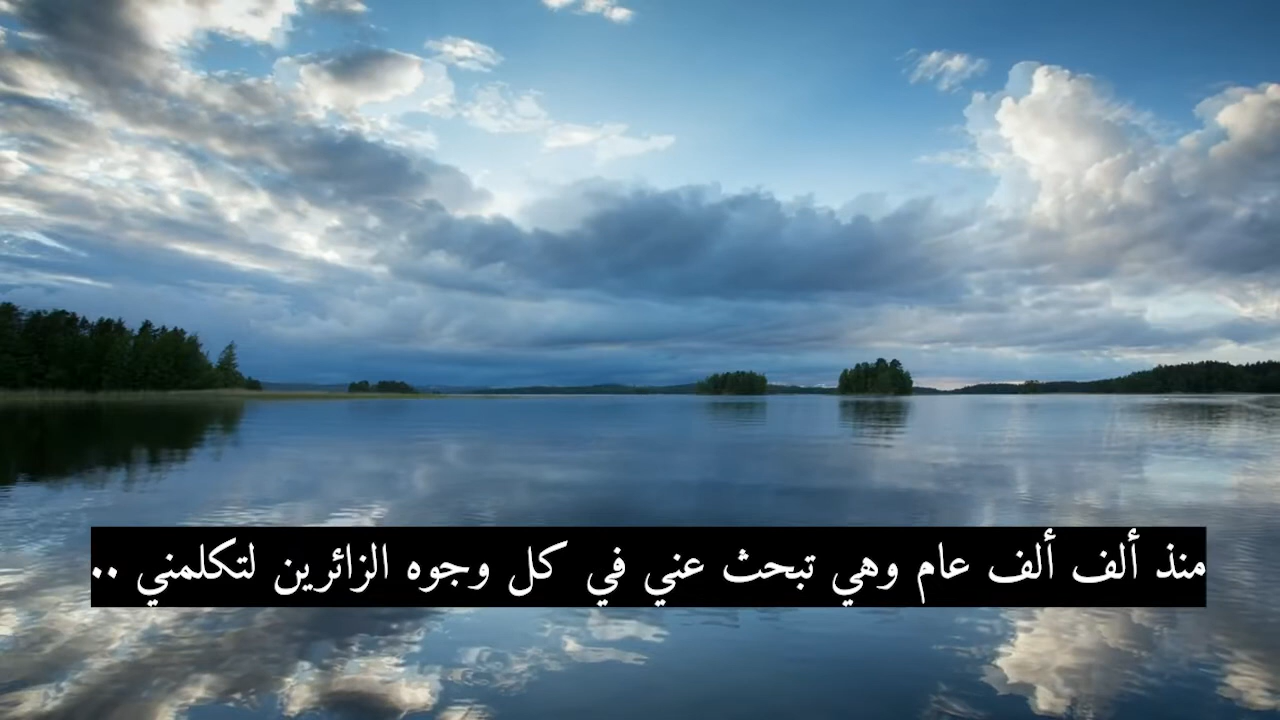 منذ ألف ألف عام وهي تبحث عني في كل وجوه الزائرين لتكلمني ..